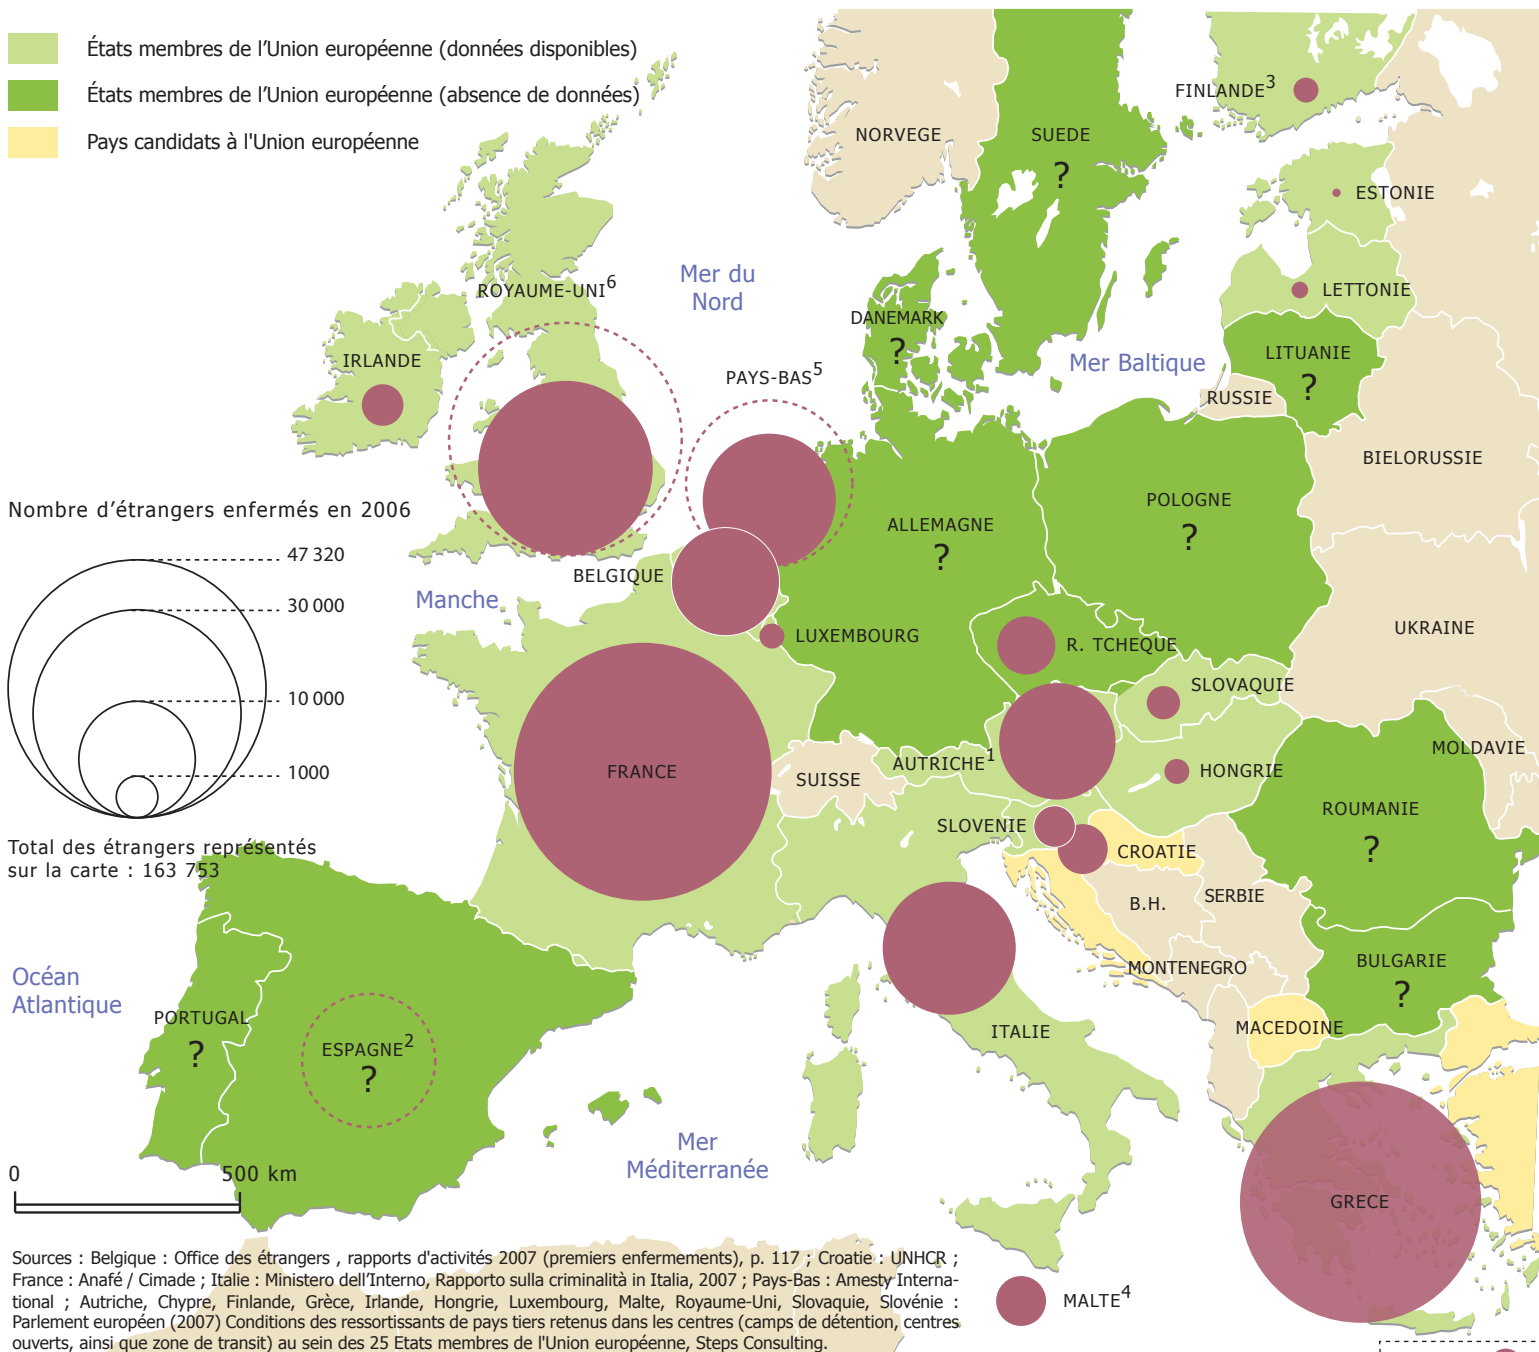 États membres de l'Union européenne (données disponibles)
États membres de l'Union européenne (absence de données)
Pays candidats à l'Union européenne
FINLANDE3
NORVEGE
SUEDE
?
ESTONIE
ROYAUME-UNI6
Mer du
Nord
LETTONIE
DANEMARK
?
IRLANDE
PAYS-BAS5
Mer Baltique
LITUANIE
?
RUSSIE
BIELORUSSIE
Nombre d'étrangers enfermés en 2006
47 320
30 000
10 000
1000
Total des étrangers représentés
sur la carte : 163 753
ALLEMAGNE
?
POLOGNE
?
BELGIQUE
Manche
LUXEMBOURG
R. TCHEQUE
UKRAINE
SLOVAQUIE
MOLDAVIE
FRANCE
SUISSE
AUTRICHE1
HONGRIE
ROUMANIE
?
SLOVENIE
CROATIE
B.H.
SERBIE
MONTENEGRO
BULGARIE
?
Océan
Atlantique
PORTUGAL
?
ESPAGNE2
?
ITALIE
MACEDOINE
Mer
Méditerranée
0 500 km
GRECE
MALTE4
Sources : Belgique : Office des étrangers , rapports d'activités 2007 (premiers enfermements), p. 117 ; Croatie : UNHCR ;
France : Anafé / Cimade ; Italie : Ministero dell'Interno, Rapporto sulla criminalità in Italia, 2007 ; Pays-Bas : Amesty Interna-
tional ; Autriche, Chypre, Finlande, Grèce, Irlande, Hongrie, Luxembourg, Malte, Royaume-Uni, Slovaquie, Slovénie :
Parlement européen (2007) Conditions des ressortissants de pays tiers retenus dans les centres (camps de détention, centres
ouverts, ainsi que zone de transit) au sein des 25 Etats membres de l'Union européenne, Steps Consulting.